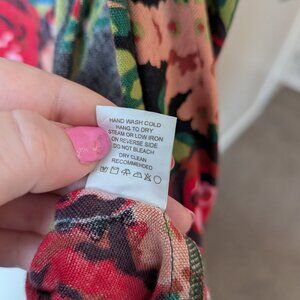 HAND WASH COLD
HANG TO DRY
STEAM OR LOW IRON
ON REVERSE SIDE
DO NOT BLEACH
DRY CLEAN
RECOMMENDED